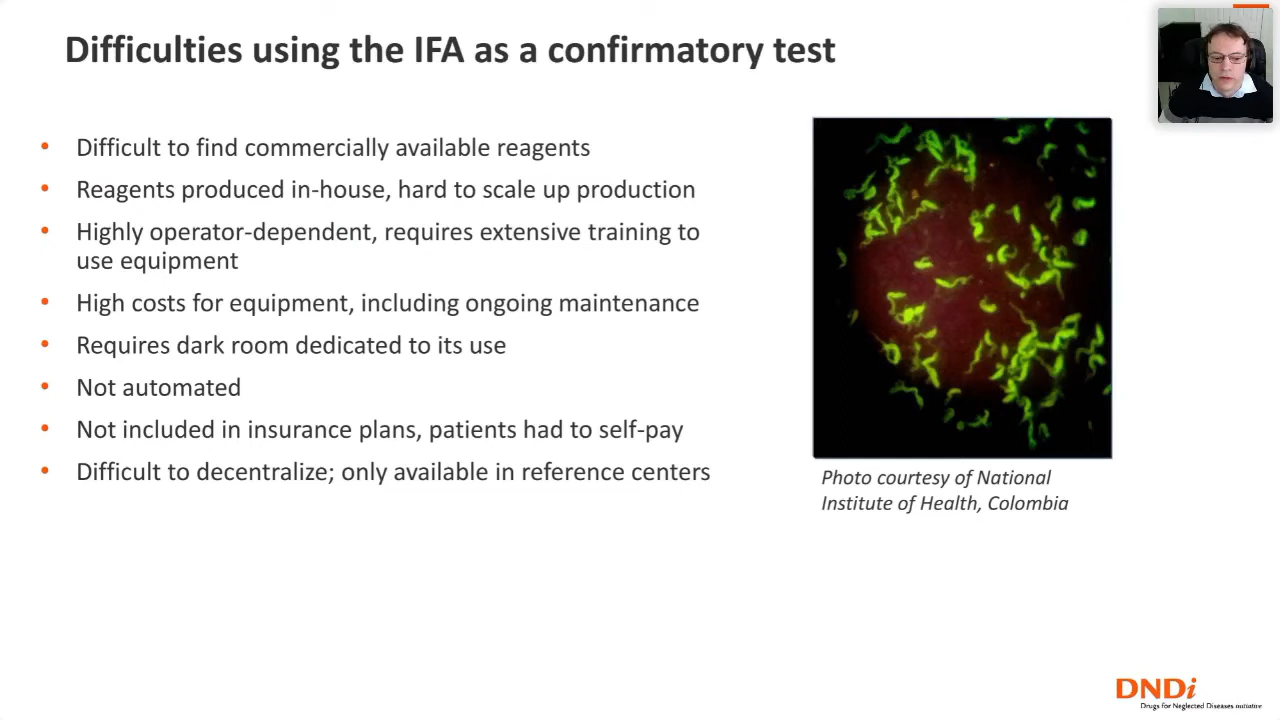 Difficulties using the IFA as a confirmatory test
• Difficult to find commercially available reagents
• Reagents produced in-house, hard to scale up production
• Highly operator-dependent, requires extensive training to
use equipment
• High costs for equipment, including ongoing maintenance
• Requires dark room dedicated to its use
• Not automated
• Not included in insurance plans, patients had to self-pay
• Difficult to decentralize; only available in reference centers
Photo courtesy of National
Institute of Health, Colombia
DNDi
Drugs for Neglected Diseases initiative